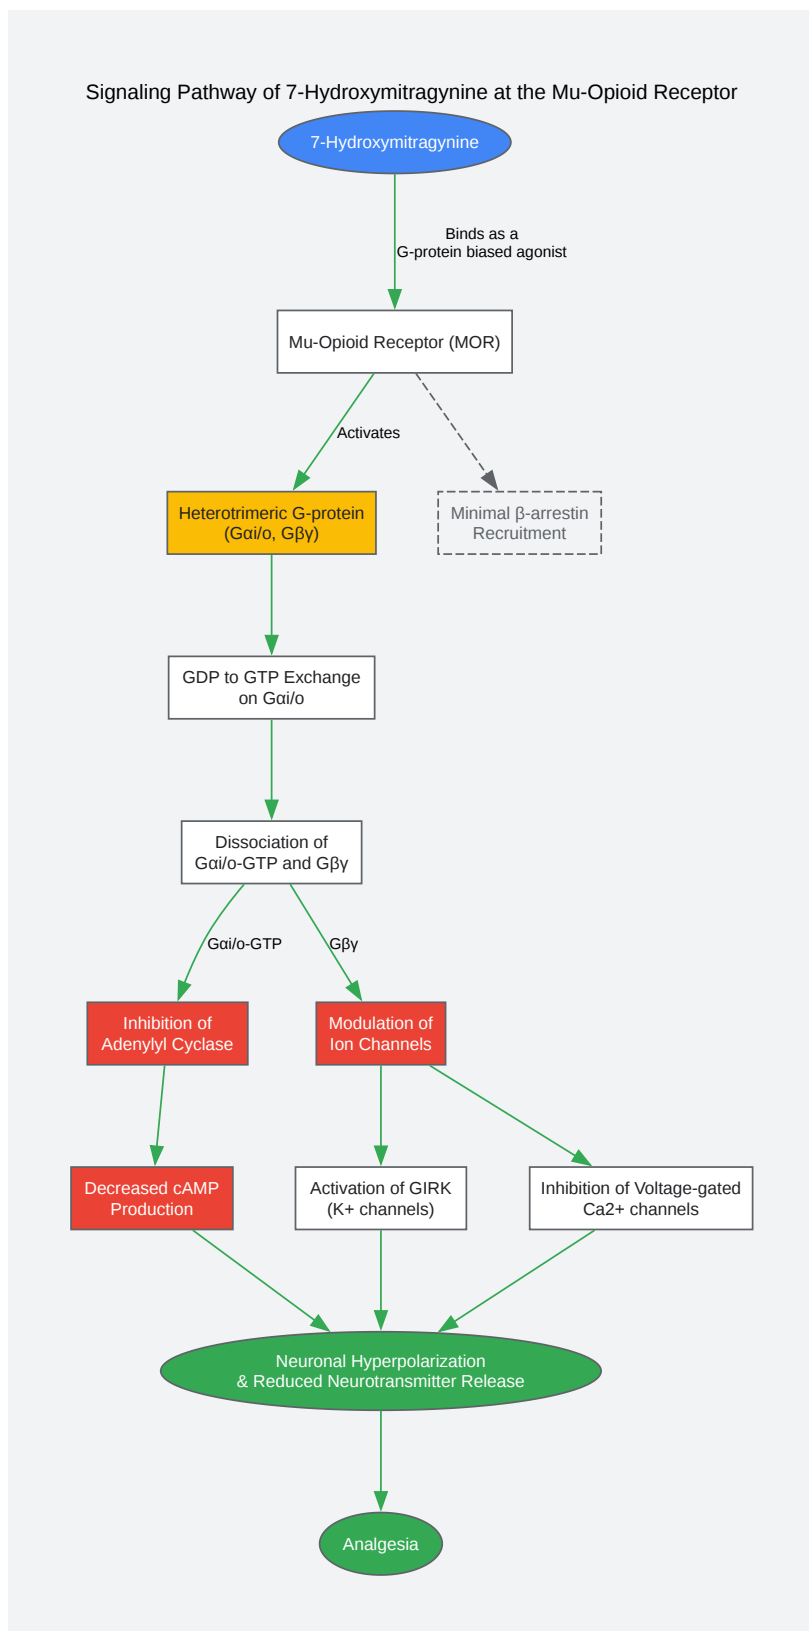 Signaling Pathway of 7-Hydroxymitragynine at the Mu-Opioid Receptor
7-Hydroxymitragynine
Binds as a
G-protein biased agonist
Mu-Opioid Receptor (MOR)
Activates
Heterotrimeric G-protein
(Gαi/o, Gβγ)
Minimal β-arrestin
Recruitment
GDP to GTP Exchange
on Gαi/o
Dissociation of
Gαi/o-GTP and Gβγ
Gαi/o-GTP
Gβγ
Inhibition of
Adenylyl Cyclase
Modulation of
Ion Channels
Decreased cAMP
Production
Activation of GIRK
(K+ channels)
Inhibition of Voltage-gated
Ca2+ channels
Neuronal Hyperpolarization
& Reduced Neurotransmitter Release
Analgesia